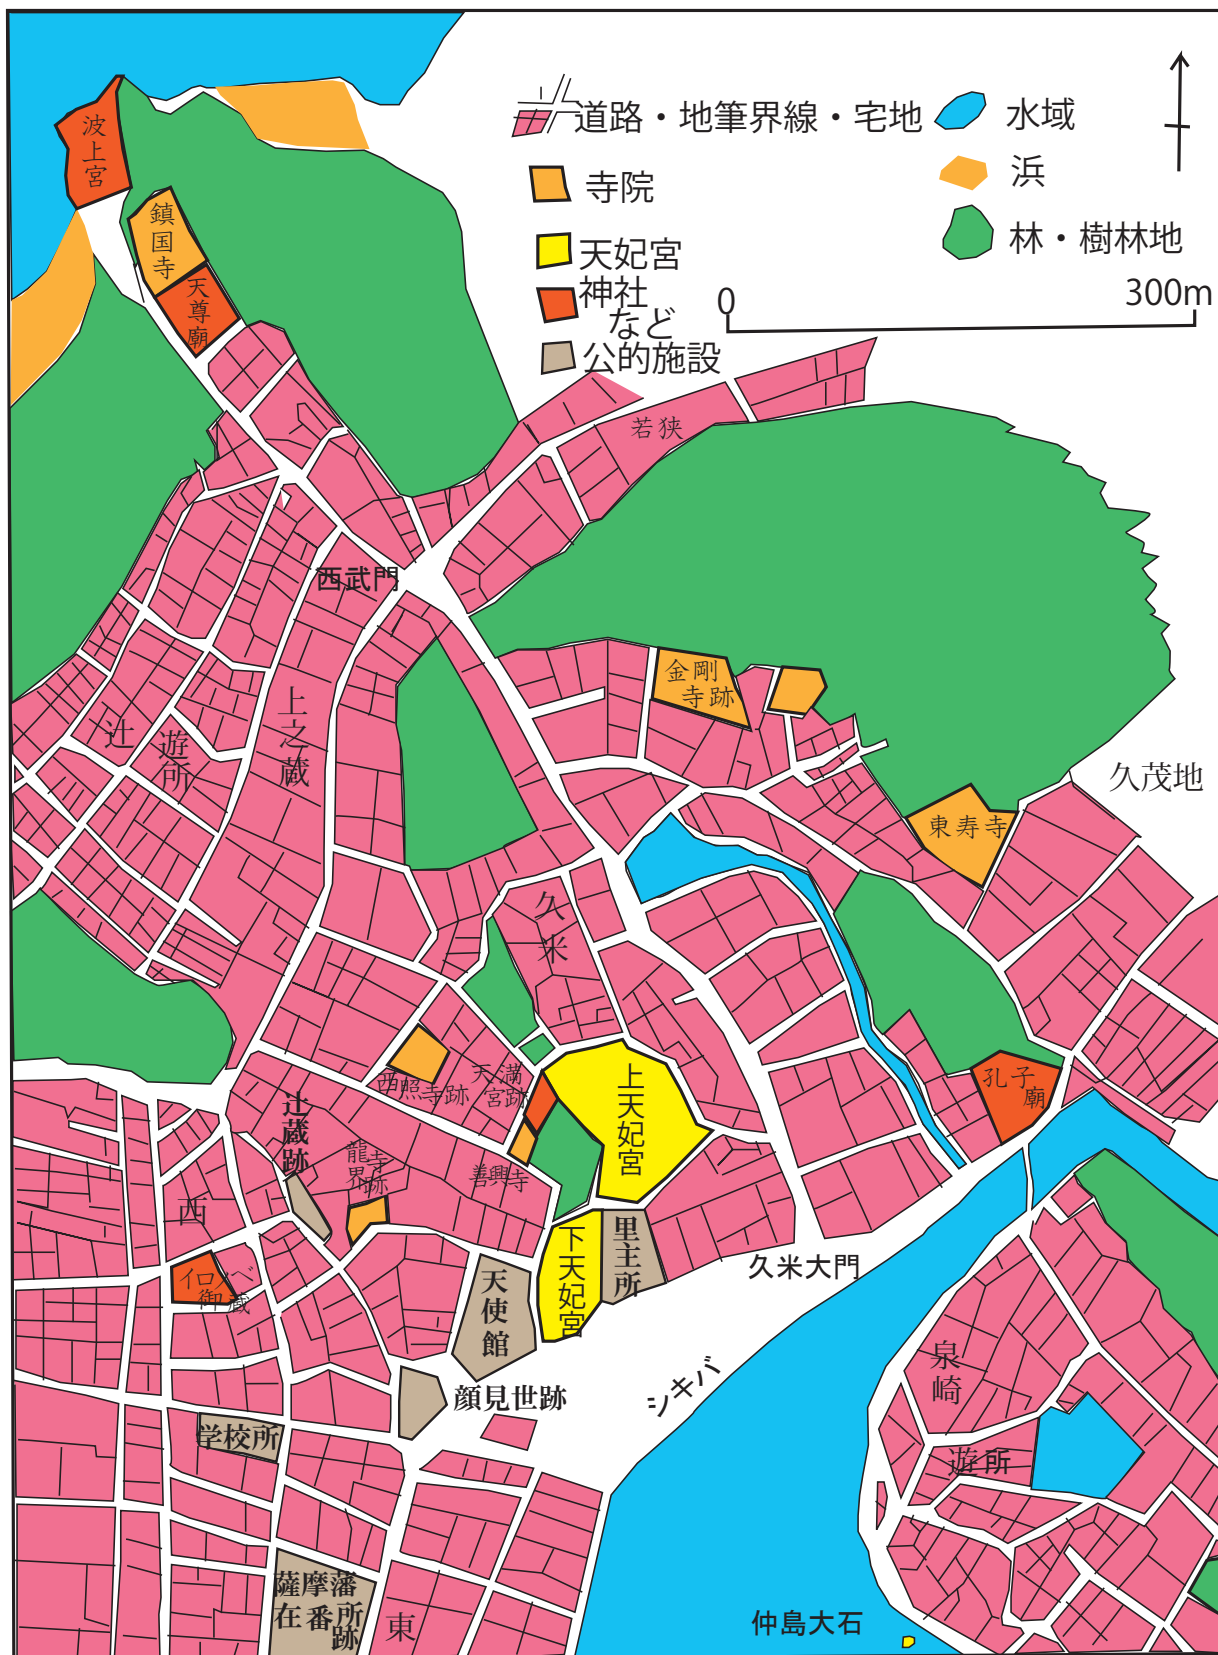 道路・地筆界線・宅地
寺院
天妃宮
神社
など
公的施設
水域
浜
林・樹林地
0
300m
波上宮
鎮国寺
天尊廟
若狭
西武門
金剛
寺跡
久茂地
東寿寺
上之蔵
辻
遊所
久米
西照寺跡
天満
宮跡
上天妃宮
孔子
廟
辻蔵跡
龍界寺跡
善興寺
西
イロノベ
御蔵
下天妃宮
里主所
天使館
久米大門
顔見世跡
シキバ
学校所
泉崎
遊所
薩摩藩
在番所
跡
東
仲島大石